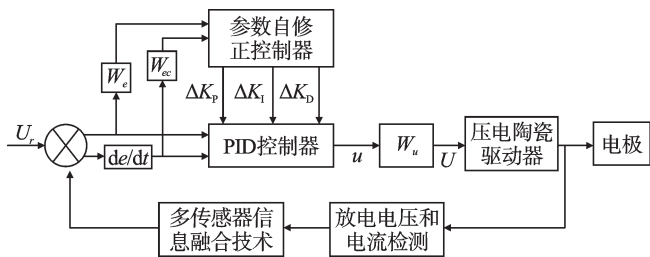 参数自修
正控制器
W_e
W_ec
ΔK_P
ΔK_I
ΔK_D
U_r
de/dt
PID控制器
u
W_u
U
压电陶瓷
驱动器
电极
多传感器信
息融合技术
放电电压和
电流检测